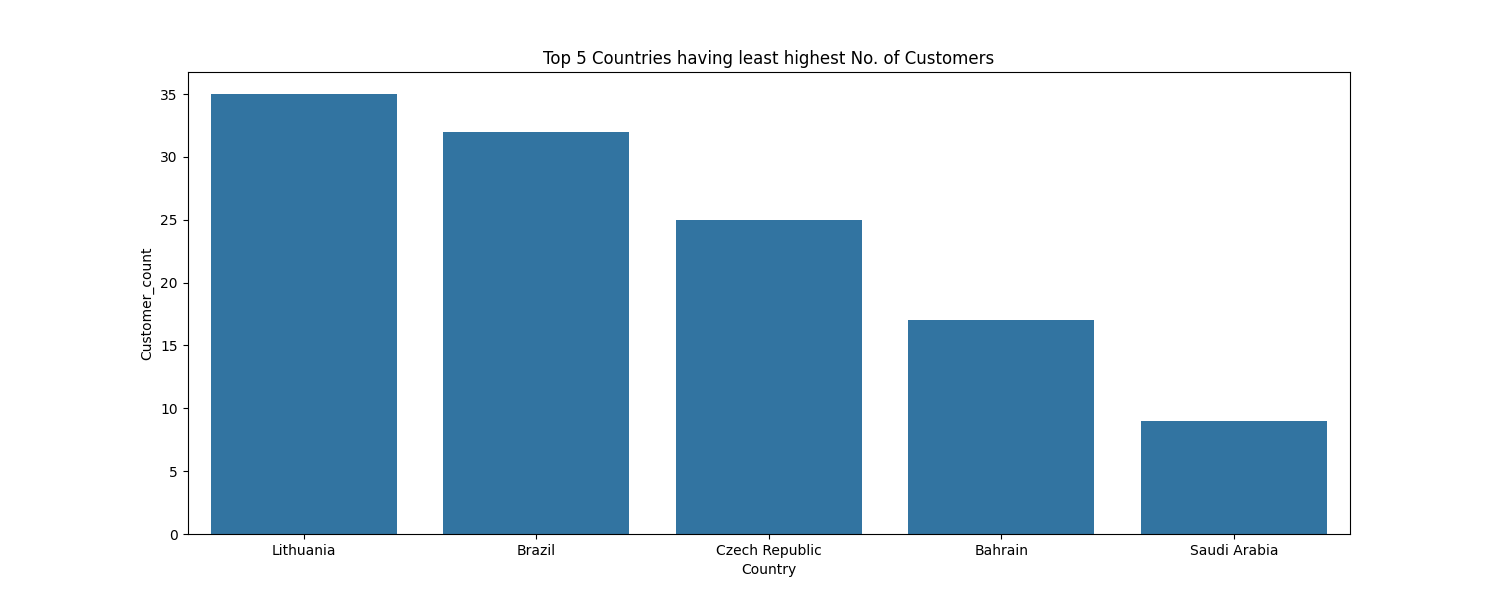 Top 5 Countries having least highest No. of Customers
35
30
25
20
15
10
5
0
Customer_count
Lithuania Brazil Czech Republic Bahrain Saudi Arabia
Country